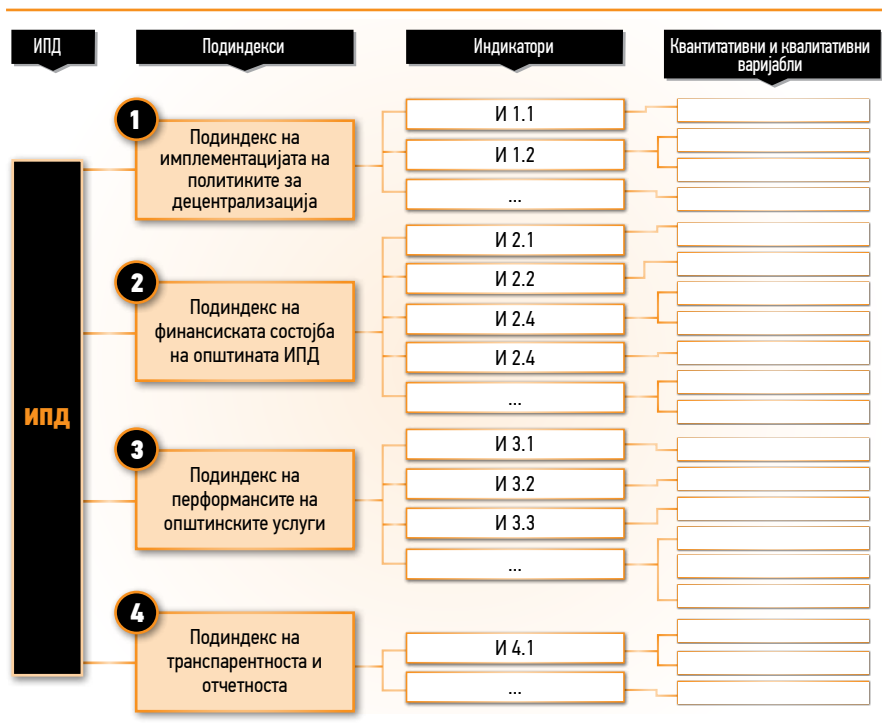 ИПД
Подиндекси
Индикатори
Квантитативни и квалитативни
варијабли
ИПД
1
Подиндекс на
имплементацијата на
политиките за
децентрализација
И 1.1
И 1.2
...
2
Подиндекс на
финансиската состојба
на општината ИПД
И 2.1
И 2.2
И 2.4
И 2.4
...
3
Подиндекс на
перформансите на
општинските услуги
И 3.1
И 3.2
И 3.3
...
4
Подиндекс на
транспарентноста и
отчетноста
И 4.1
...